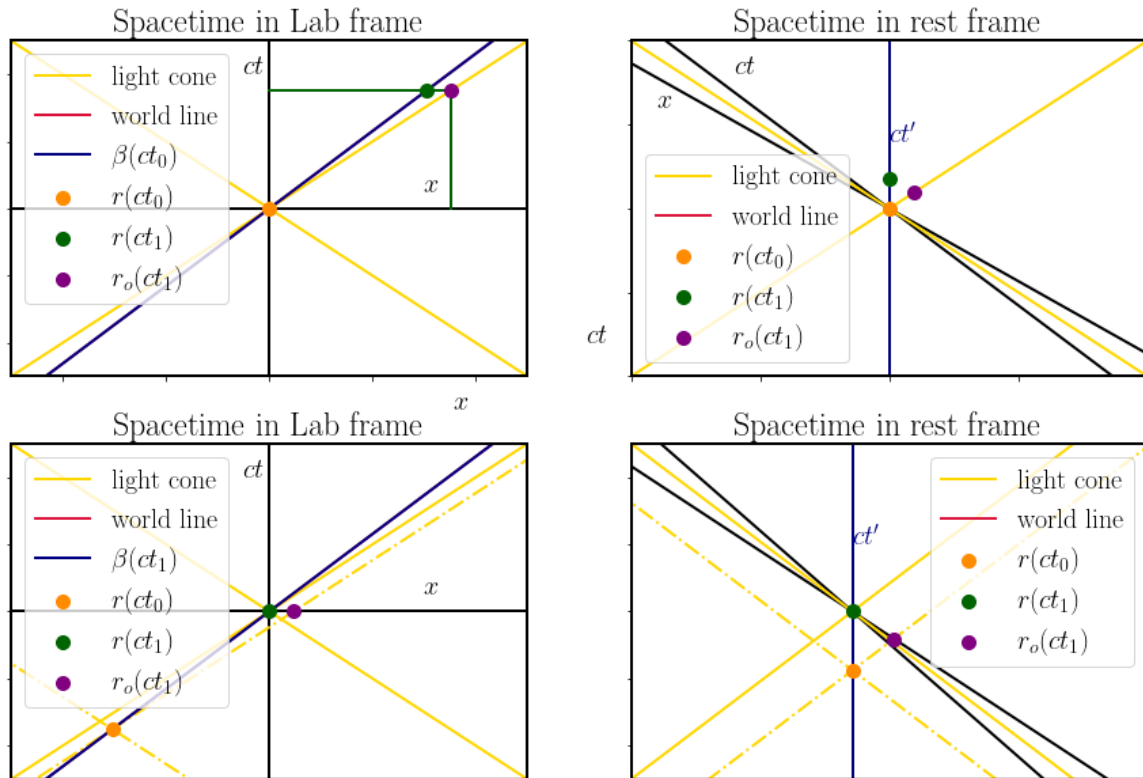 Spacetime in Lab frame
ct
light cone
world line
β(ct₀)
r(ct₀)
r(ct₁)
rₒ(ct₁)
x
x
Spacetime in rest frame
ct
x
ct′
light cone
world line
r(ct₀)
r(ct₁)
rₒ(ct₁)
ct
Spacetime in Lab frame
ct
light cone
world line
β(ct₁)
r(ct₀)
r(ct₁)
rₒ(ct₁)
x
Spacetime in rest frame
light cone
world line
ct′
r(ct₀)
r(ct₁)
rₒ(ct₁)